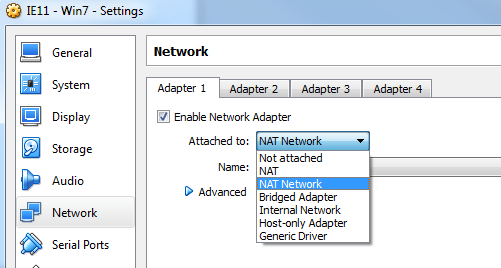 IE11 - Win7 - Settings
General
System
Display
Storage
Audio
Network
Serial Ports
Network
Adapter 1 Adapter 2 Adapter 3 Adapter 4
Enable Network Adapter
Attached to: NAT Network
Name:
Advanced
Not attached
NAT
NAT Network
Bridged Adapter
Internal Network
Host-only Adapter
Generic Driver